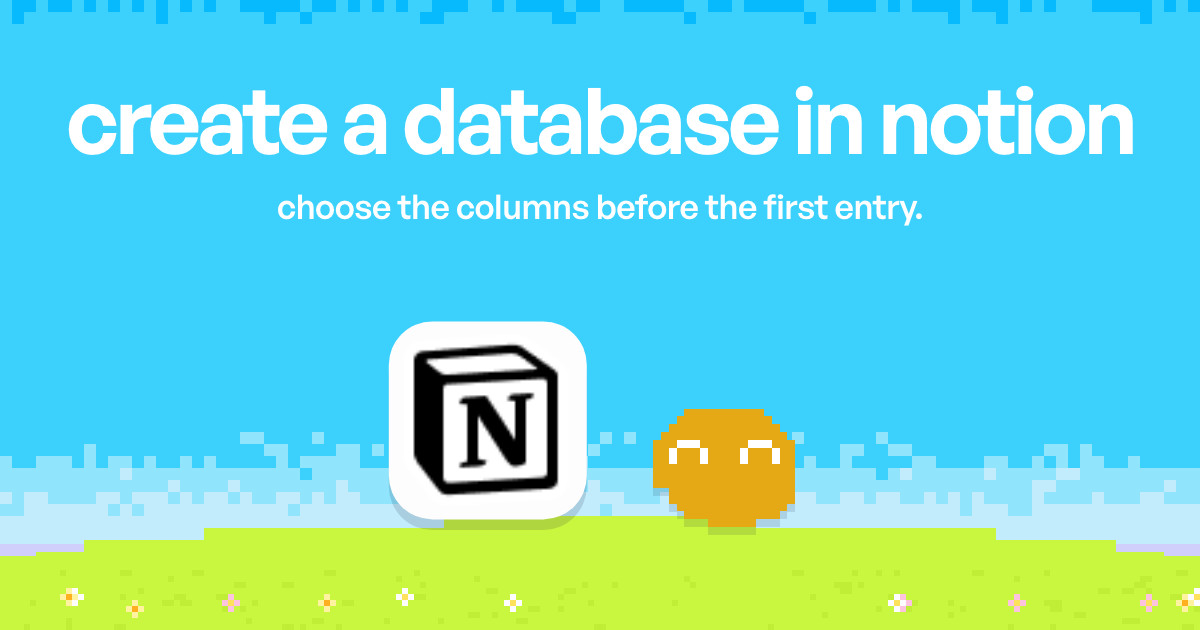 create a database in notion
choose the columns before the first entry.
N